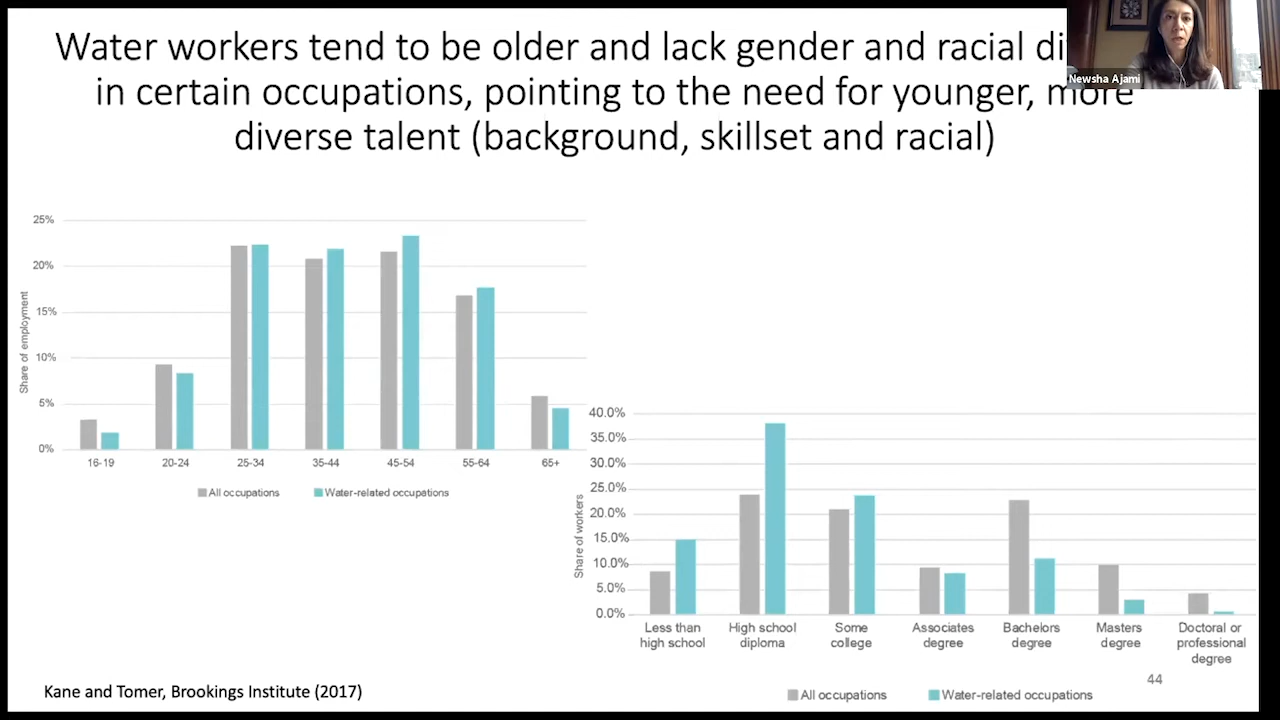 Water workers tend to be older and lack gender and racial
in certain occupations, pointing to the need for younger, more
diverse talent (background, skillset and racial)
Newsha Ajami
25%
20%
15%
10%
5%
0%
Share of employment
16-19 20-24 25-34 35-44 45-54 55-64 65+
All occupations Water-related occupations
40.0%
35.0%
30.0%
25.0%
20.0%
15.0%
10.0%
5.0%
0.0%
Share of workers
Less than high school
High school diploma
Some college
Associates degree
Bachelors degree
Masters degree
Doctoral or professional degree
All occupations Water-related occupations
Kane and Tomer, Brookings Institute (2017)
44